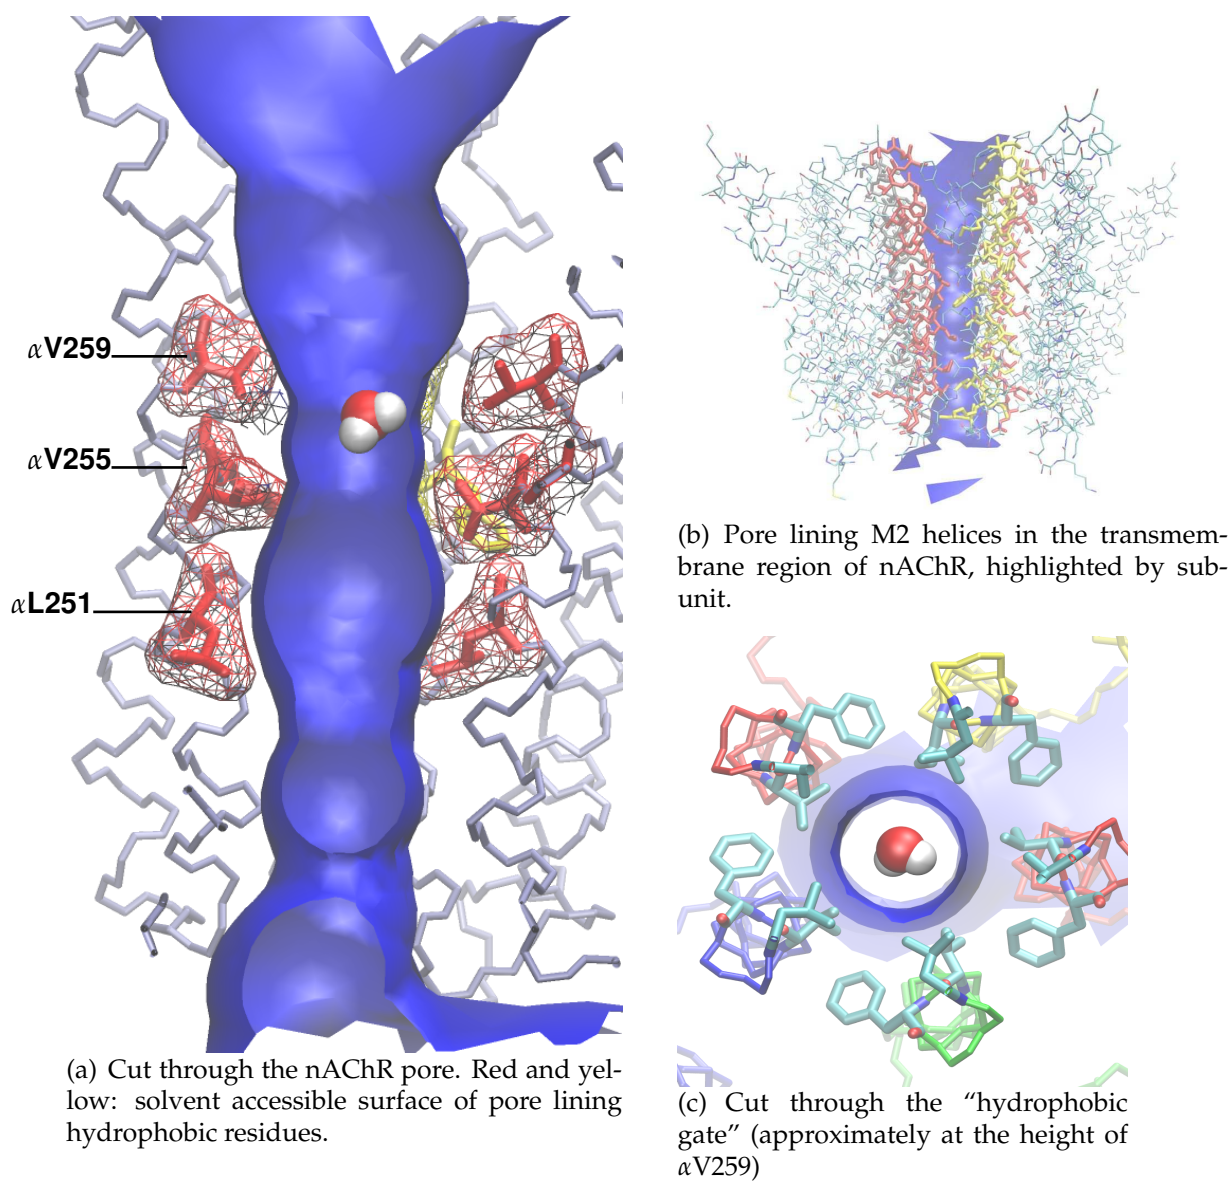 αV259
αV255
αL251
(a) Cut through the nAChR pore. Red and yel-
low: solvent accessible surface of pore lining
hydrophobic residues.
(b) Pore lining M2 helices in the transmem-
brane region of nAChR, highlighted by sub-
unit.
(c) Cut through the “hydrophobic
gate” (approximately at the height of
αV259)